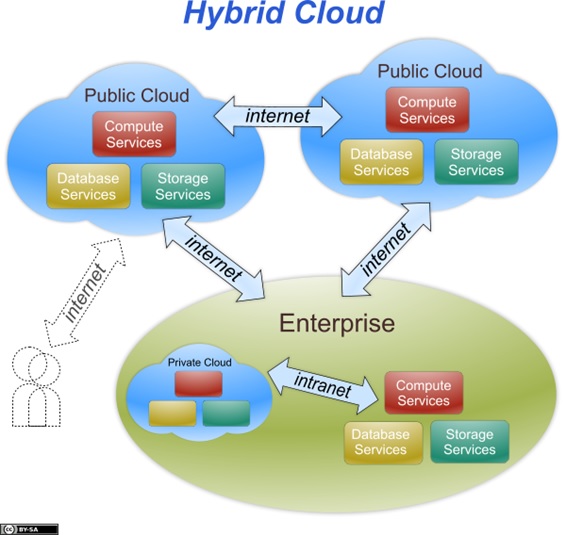 Hybrid Cloud
Public Cloud
Compute
Services
Database
Services
Storage
Services
internet
Public Cloud
Compute
Services
Database
Services
Storage
Services
internet
internet
internet
Enterprise
Private Cloud
intranet
Compute
Services
Database
Services
Storage
Services
cc BY-SA